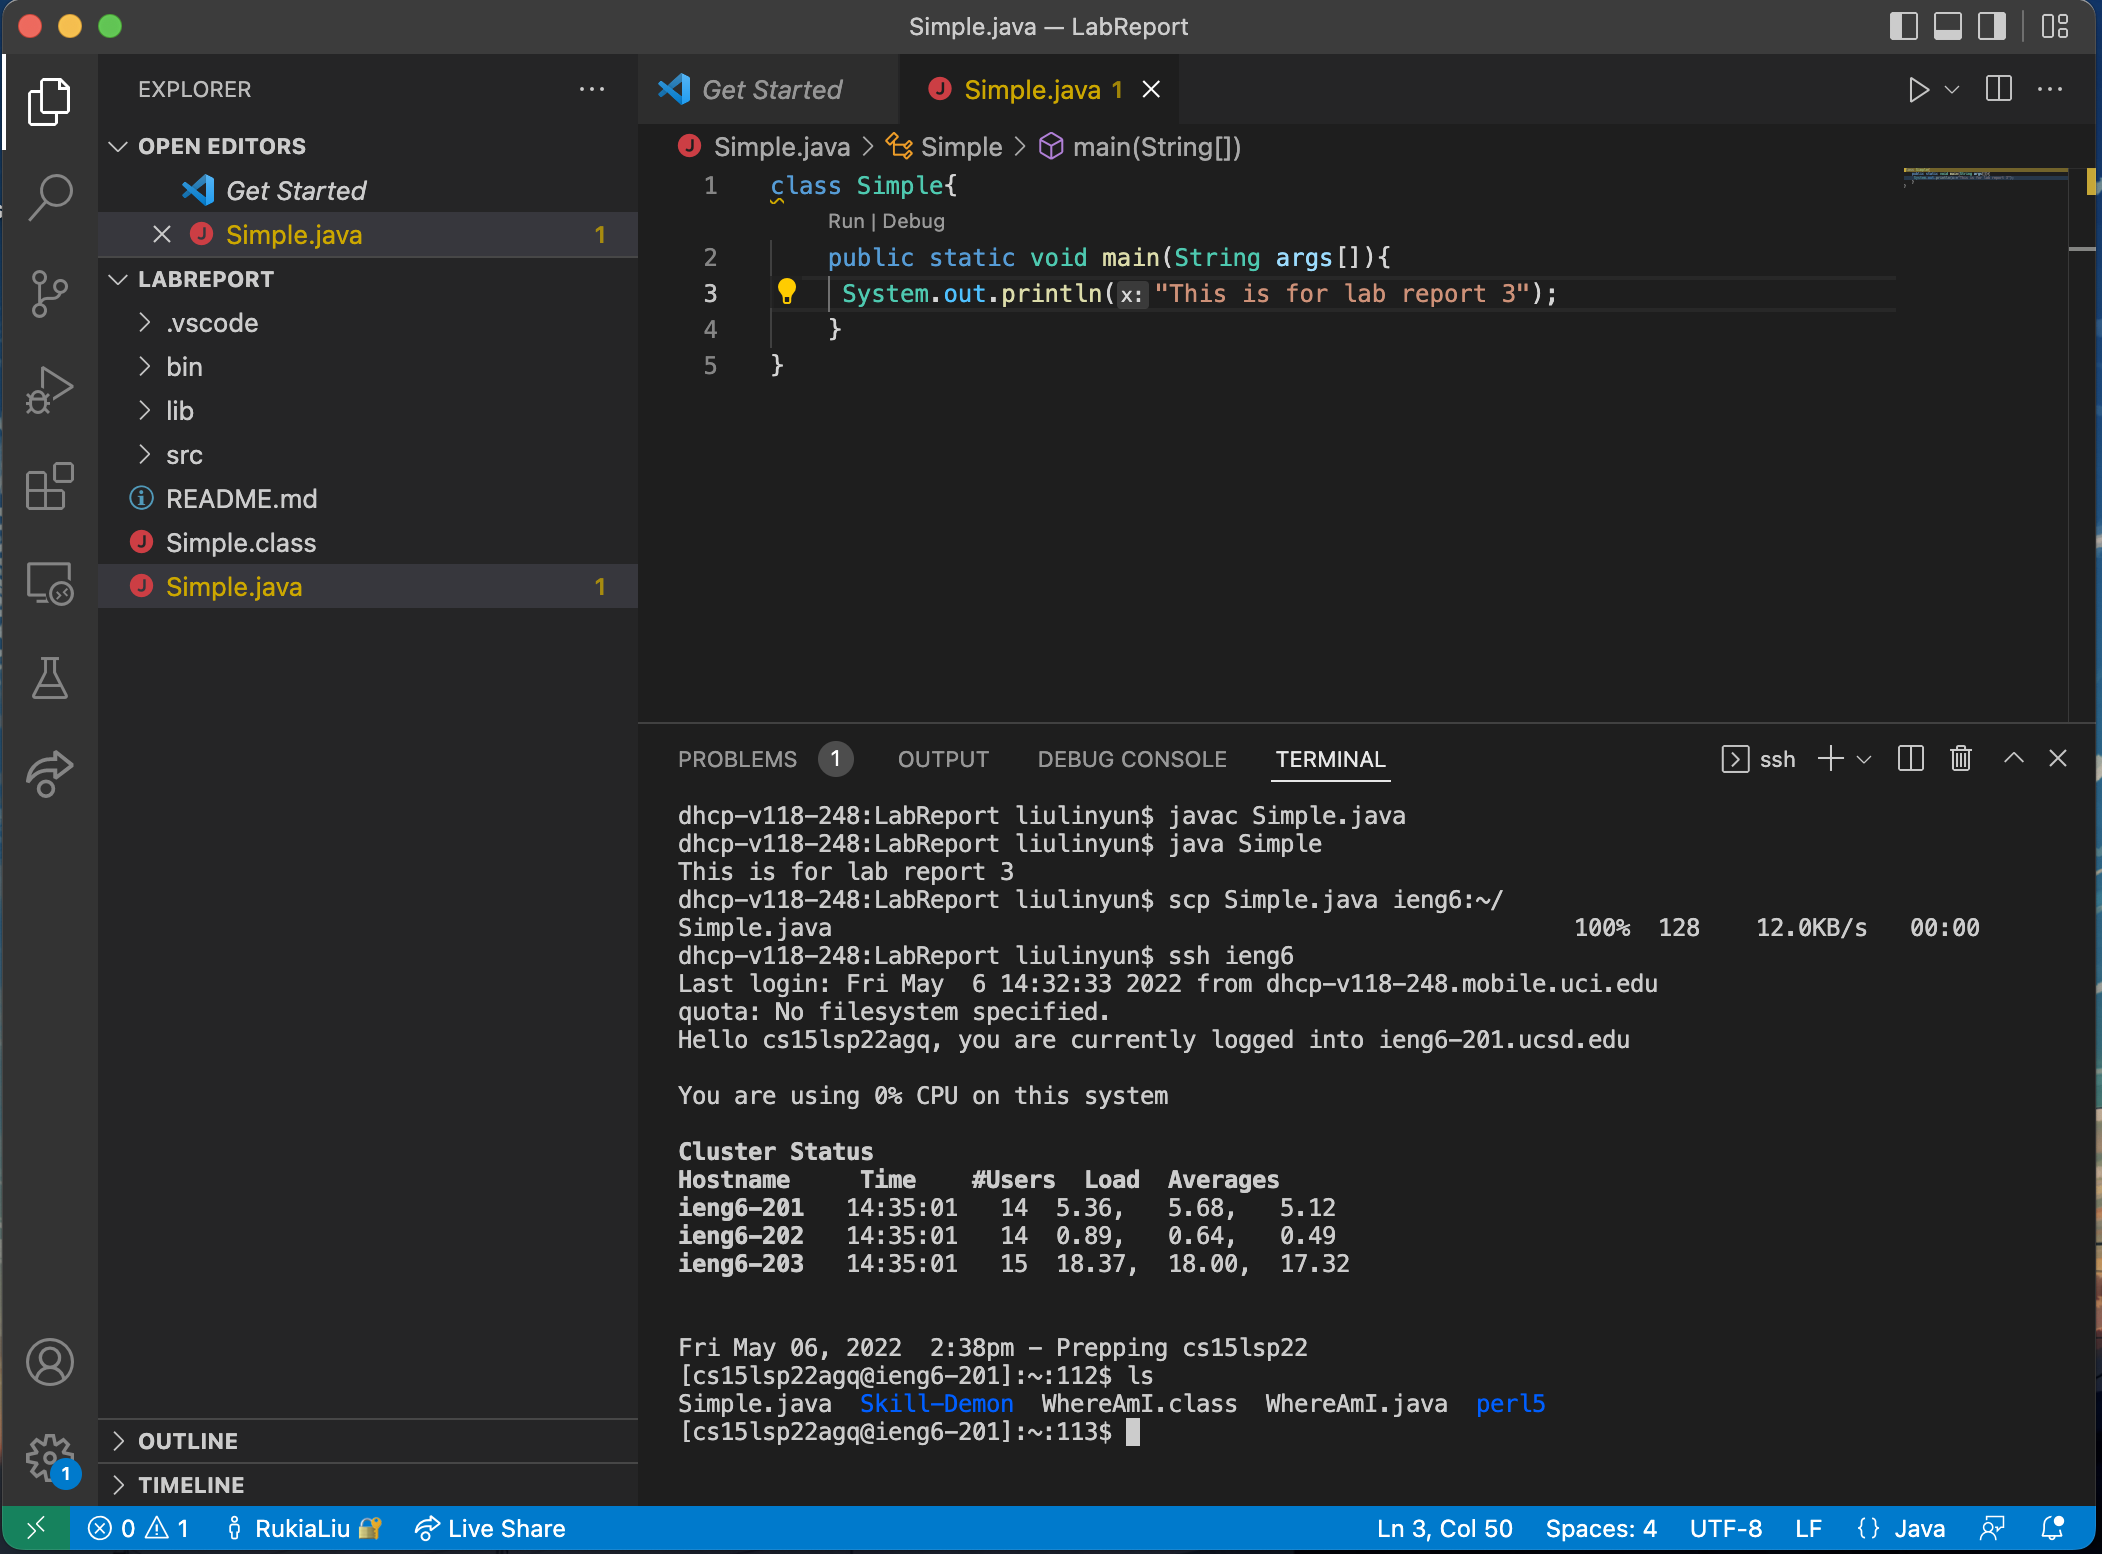 Simple.java — LabReport
EXPLORER
OPEN EDITORS
Get Started
Simple.java 1
LABREPORT
.vscode
bin
lib
src
README.md
Simple.class
Simple.java 1
OUTLINE
TIMELINE
Get Started
Simple.java 1
Simple.java > Simple > main(String[])
1 class Simple{
Run | Debug
2 public static void main(String args[]){
3 System.out.println(x: "This is for lab report 3");
4 }
5 }
PROBLEMS 1 OUTPUT DEBUG CONSOLE TERMINAL
ssh
dhcp-v118-248:LabReport liulinyun$ javac Simple.java
dhcp-v118-248:LabReport liulinyun$ java Simple
This is for lab report 3
dhcp-v118-248:LabReport liulinyun$ scp Simple.java ieng6:~/
Simple.java 100% 128 12.0KB/s 00:00
dhcp-v118-248:LabReport liulinyun$ ssh ieng6
Last login: Fri May  6 14:32:33 2022 from dhcp-v118-248.mobile.uci.edu
quota: No filesystem specified.
Hello cs15lsp22agq, you are currently logged into ieng6-201.ucsd.edu
You are using 0% CPU on this system
Cluster Status
Hostname Time #Users Load Averages
ieng6-201 14:35:01 14 5.36, 5.68, 5.12
ieng6-202 14:35:01 14 0.89, 0.64, 0.49
ieng6-203 14:35:01 15 18.37, 18.00, 17.32
Fri May 06, 2022  2:38pm - Prepping cs15lsp22
[cs15lsp22agq@ieng6-201]:~:112$ ls
Simple.java Skill-Demon WhereAmI.class WhereAmI.java perl5
[cs15lsp22agq@ieng6-201]:~:113$
1
0 1 RukiaLiu Live Share Ln 3, Col 50 Spaces: 4 UTF-8 LF {} Java